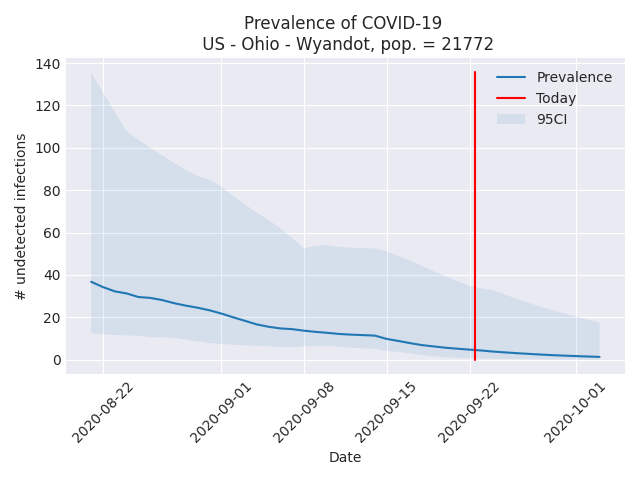 Prevalence of COVID-19
US - Ohio - Wyandot, pop. = 21772
140
120
100
80
60
40
20
0
# undetected infections
Prevalence
Today
95CI
2020-08-22
2020-09-01
2020-09-08
2020-09-15
2020-09-22
2020-10-01
Date